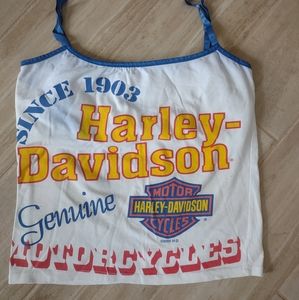 SINCE 1903
Harley-
Davidson
Genuine
MOTOR
HARLEY-DAVIDSON
CYCLES
MOTORCYCLES